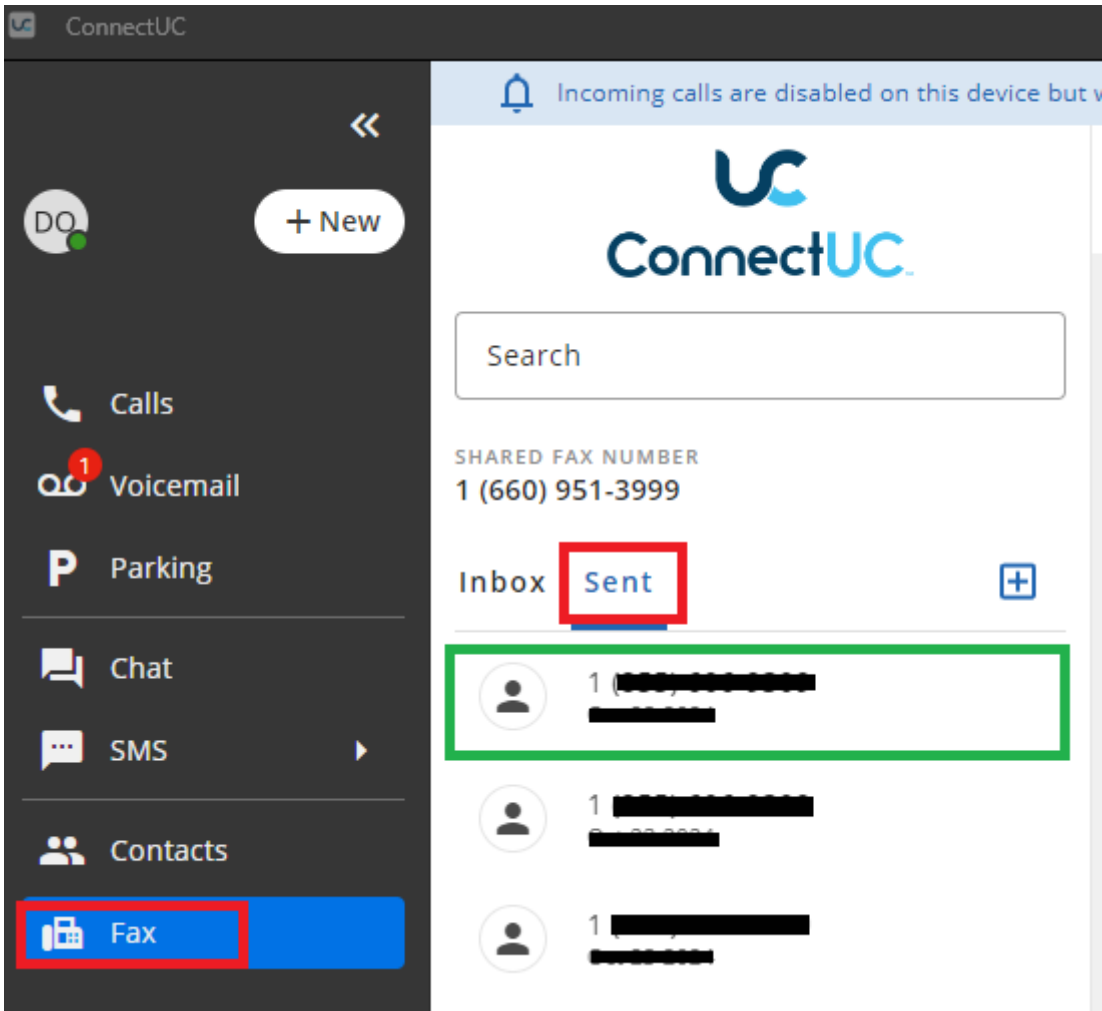 ConnectUC
Incoming calls are disabled on this device but
DO
+ New
UC
ConnectUC
Search
Calls
SHARED FAX NUMBER
1 (660) 951-3999
1
Voicemail
P
Parking
Inbox Sent
Chat
1
SMS
1
Contacts
Fax
1